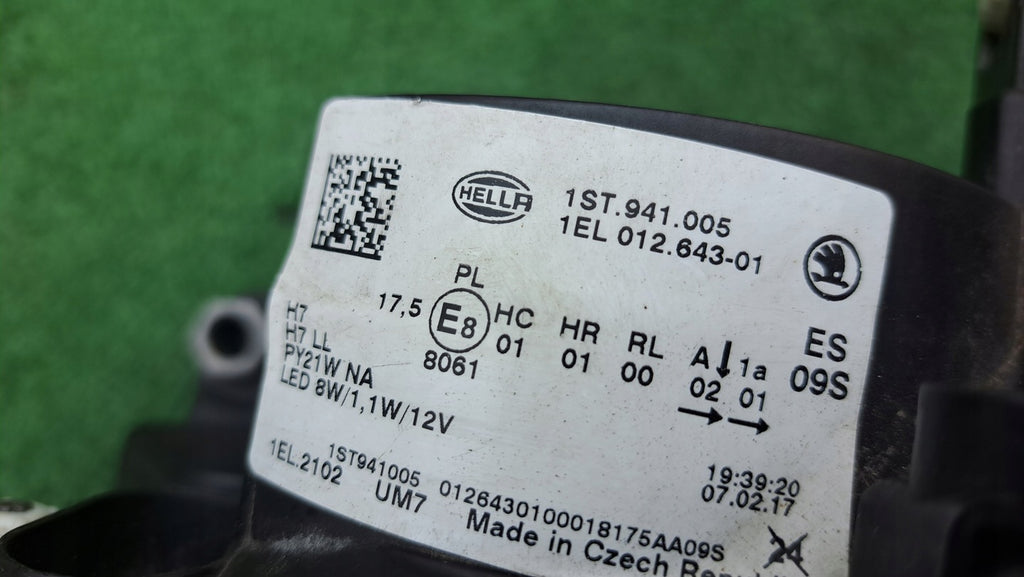 HELLA
1ST.941.005
1EL 012.643-01
PL
17,5 E8 HC HR RL A 1a ES
8061 01 01 00 02 01 09S
H7
H7 LL
PY21W NA
LED 8W/1,1W/12V
19:39:20
07.02.17
1ST941005 0126430100018175AA09S
1EL.2102 UM7 Made in Czech